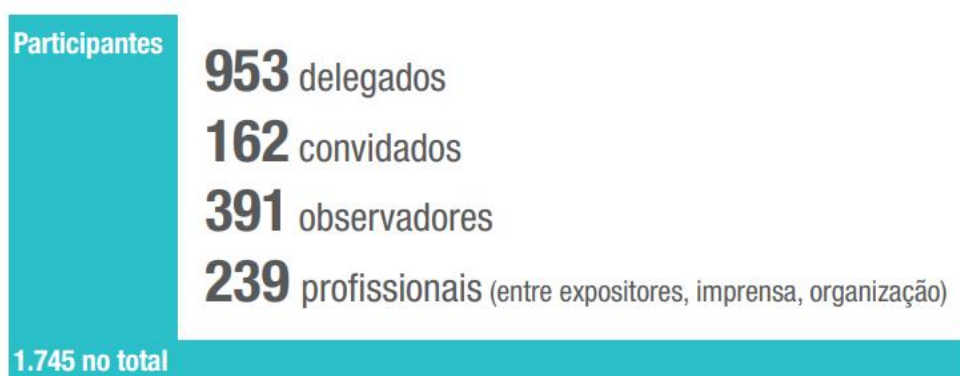 Participantes
953 delegados
162 convidados
391 observadores
239 profissionais (entre expositores, imprensa, organização)
1.745 no total